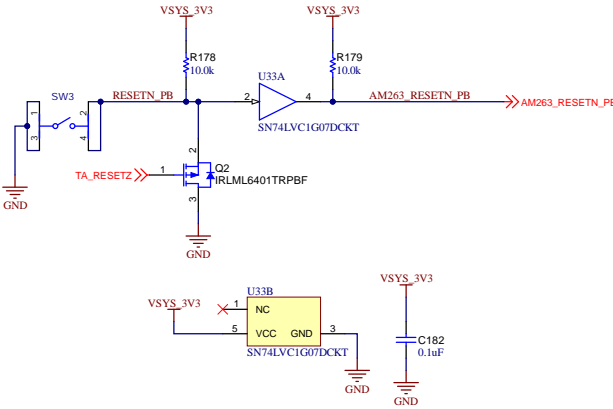 VSYS_3V3
VSYS_3V3
R178
10.0k
R179
10.0k
U33A
SW3
RESETN_PB
2
4
AM263_RESETN_PB
AM263_RESETN_PB
SN74LVC1G07DCKT
1
3
2
4
GND
2
TA_RESETZ
1
Q2
IRLML6401TRPBF
3
GND
U33B
VSYS_3V3
1
NC
5
VCC
GND
3
SN74LVC1G07DCKT
GND
VSYS_3V3
C182
0.1uF
GND